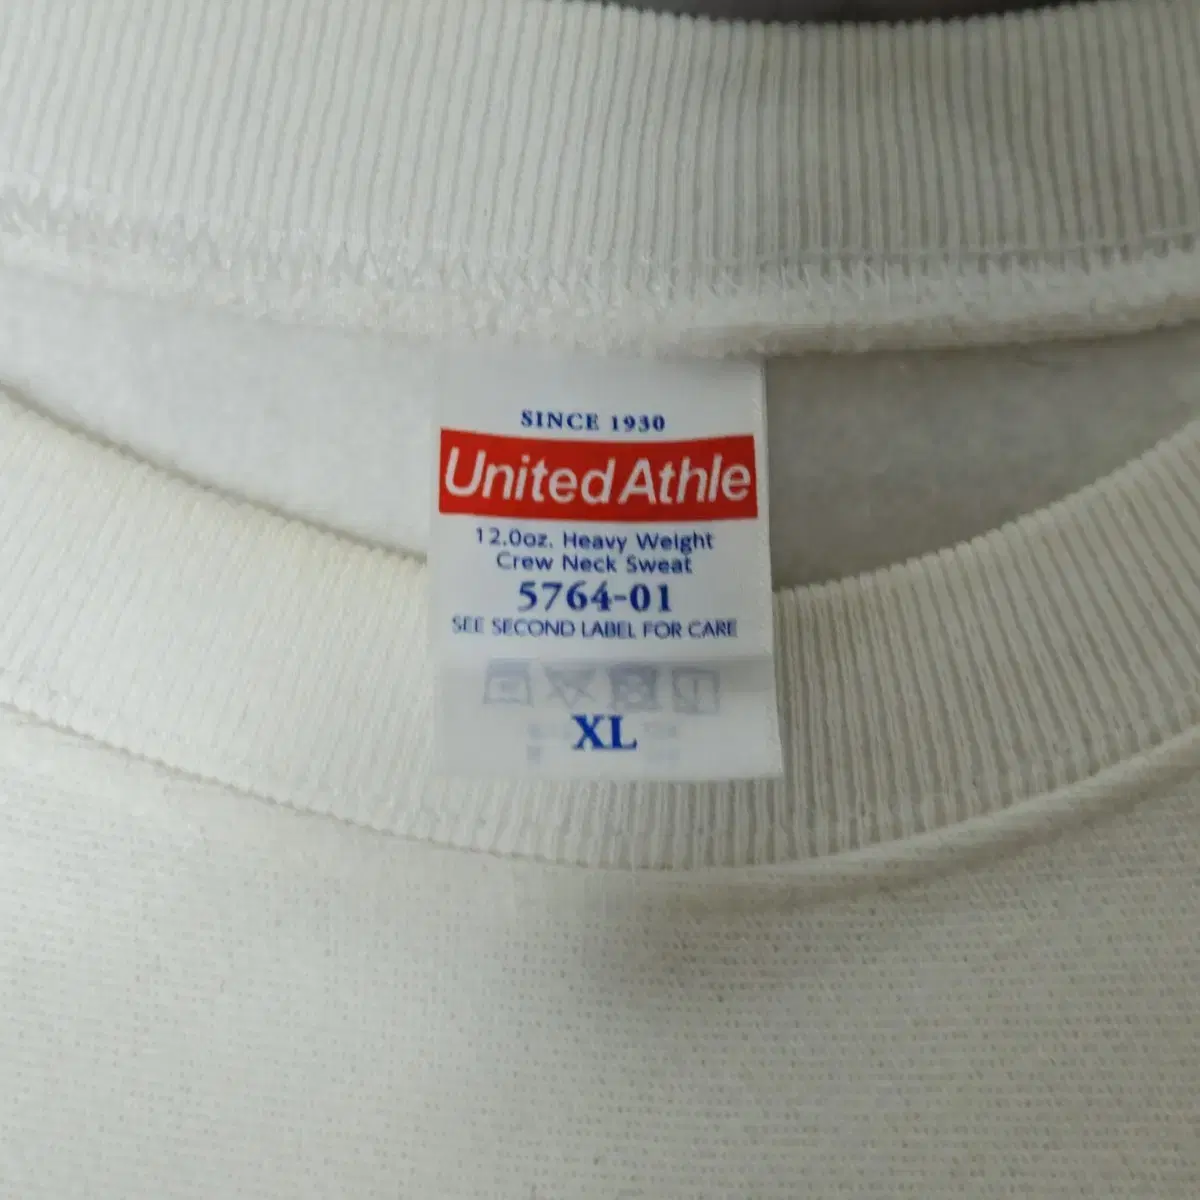 SINCE 1930
United Athle
12.0oz. Heavy Weight
Crew Neck Sweat
5764-01
SEE SECOND LABEL FOR CARE
XL